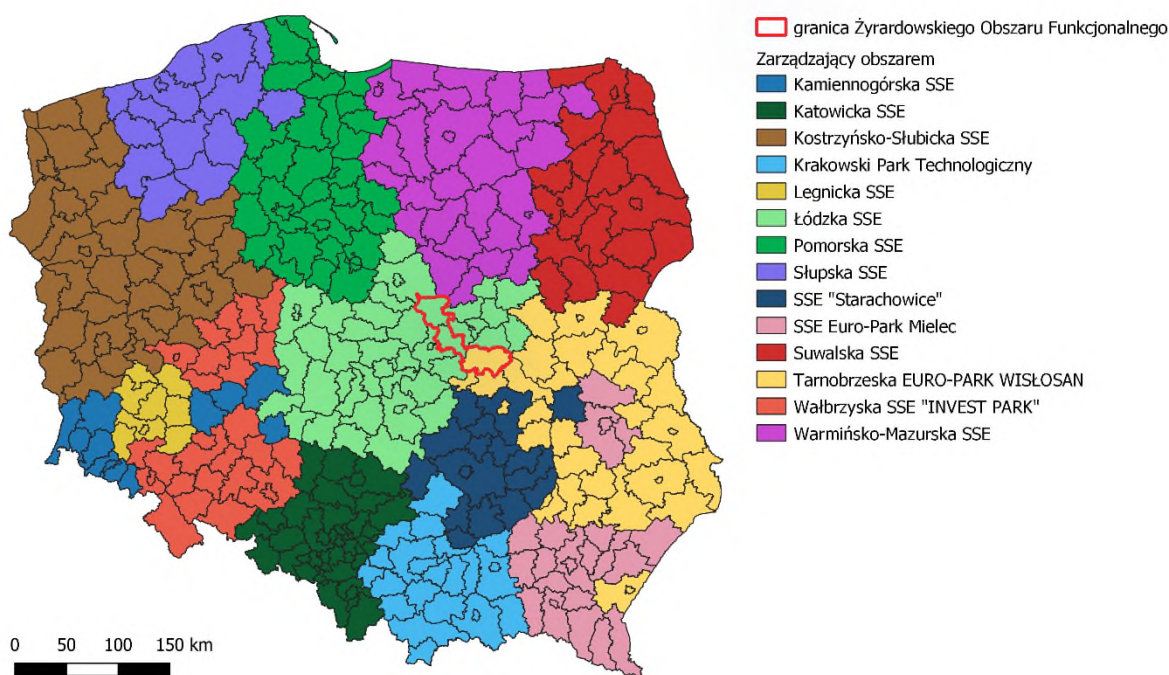 granica Żyrardowskiego Obszaru Funkcjonalnego
Zarządzający obszarem
Kamiennogórska SSE
Katowicka SSE
Kostrzyńsko-Słubicka SSE
Krakowski Park Technologiczny
Legnicka SSE
Łódzka SSE
Pomorska SSE
Słupska SSE
SSE "Starachowice"
SSE Euro-Park Mielec
Suwalska SSE
Tarnobrzeska EURO-PARK WISŁOSAN
Wałbrzyska SSE "INVEST PARK"
Warmińsko-Mazurska SSE
0 50 100 150 km